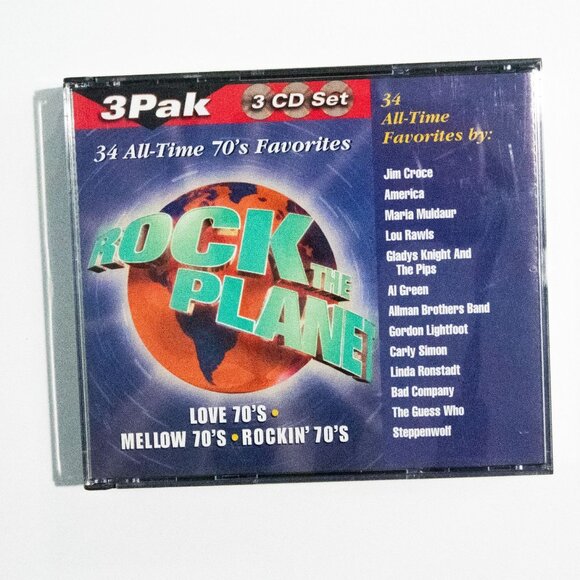 3Pak
3 CD Set
34 All-Time 70's Favorites
ROCK
THE
PLANET
LOVE 70'S •
MELLOW 70'S • ROCKIN' 70'S
34
All-Time
Favorites by:
Jim Croce
America
Maria Muldaur
Lou Rawls
Gladys Knight And
The Pips
Al Green
Allman Brothers Band
Gordon Lightfoot
Carly Simon
Linda Ronstadt
Bad Company
The Guess Who
Steppenwolf